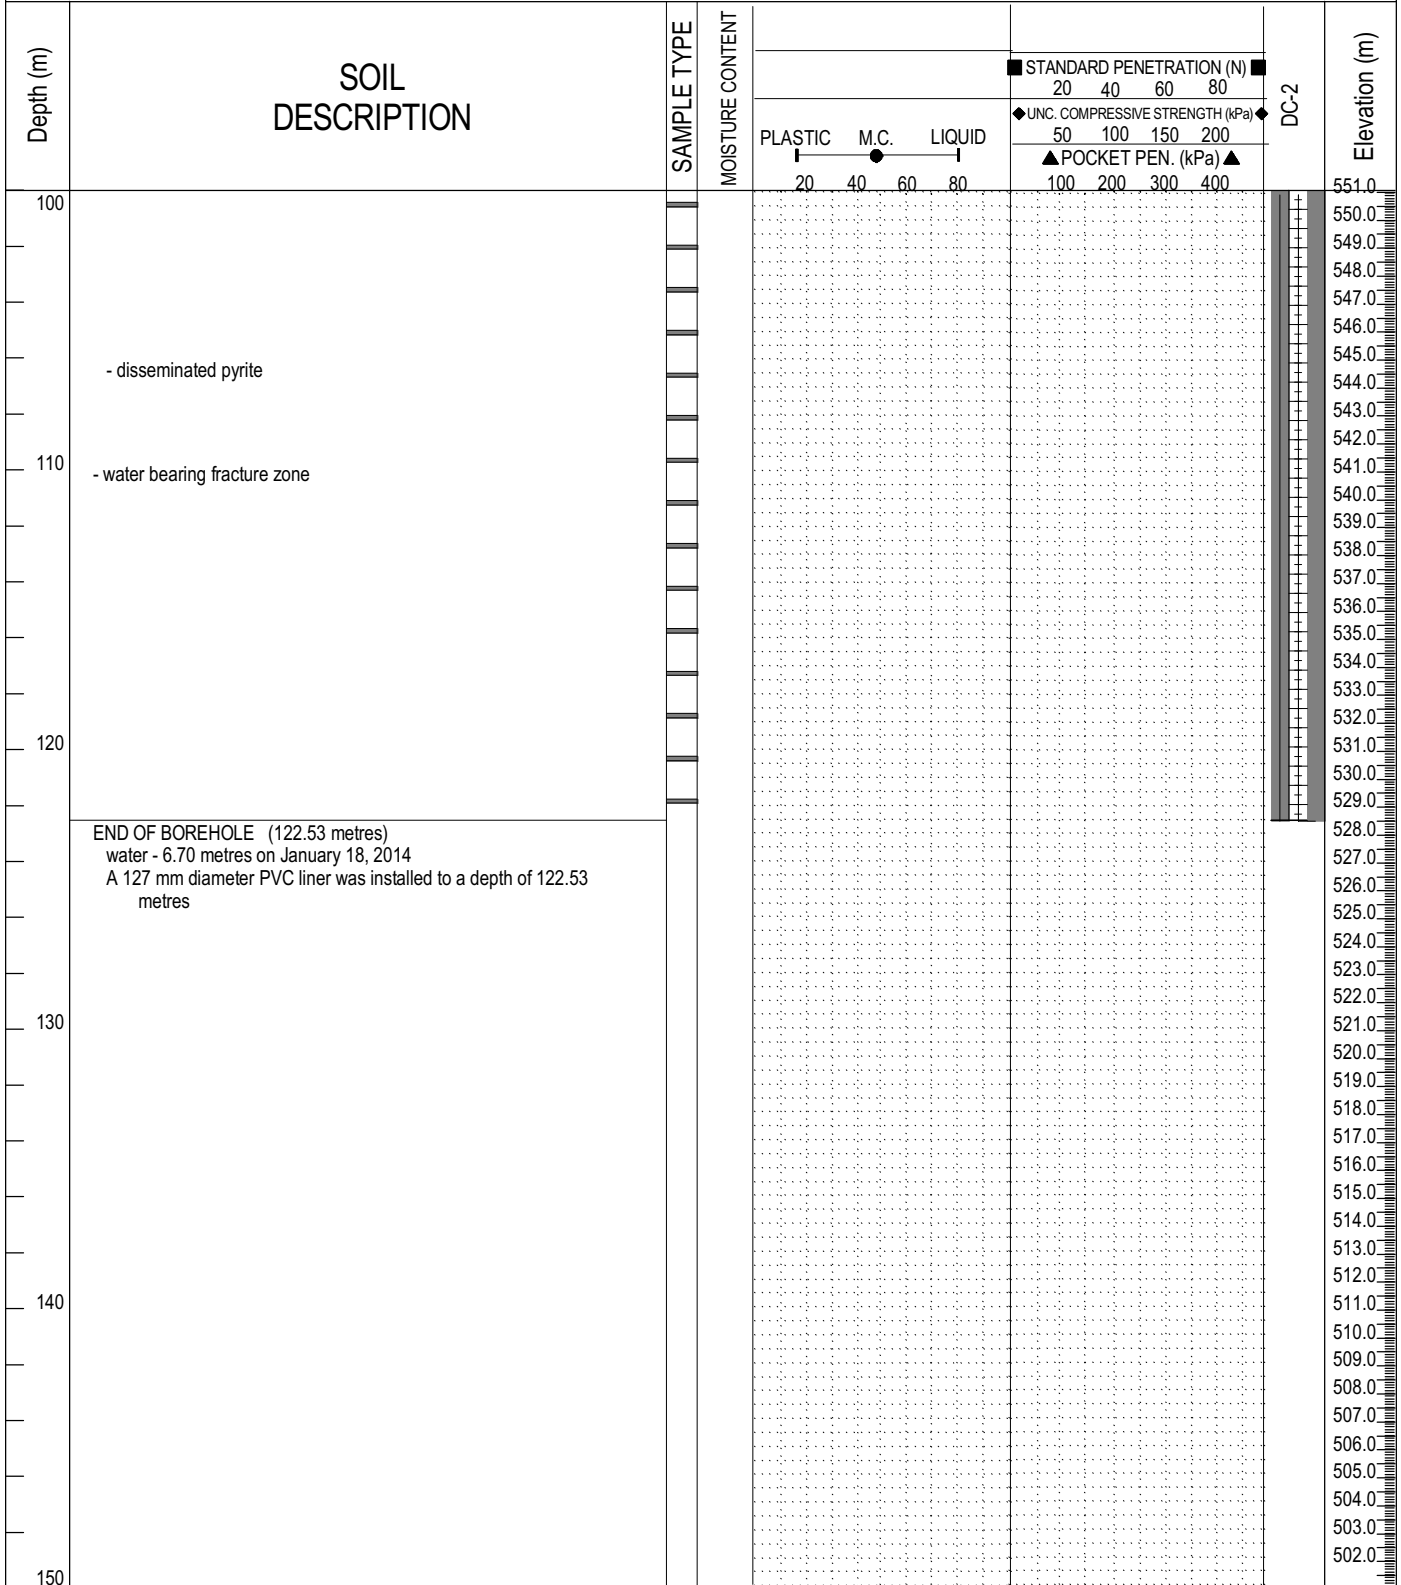 Depth (m)
SOIL
DESCRIPTION
SAMPLE TYPE
MOISTURE CONTENT
PLASTIC M.C. LIQUID
20 40 60 80
STANDARD PENETRATION (N)
20 40 60 80
UNC. COMPRESSIVE STRENGTH (kPa)
50 100 150 200
POCKET PEN. (kPa)
100 200 300 400
DC-2
Elevation (m)
100
- disseminated pyrite
110
- water bearing fracture zone
120
END OF BOREHOLE (122.53 metres)
water - 6.70 metres on January 18, 2014
A 127 mm diameter PVC liner was installed to a depth of 122.53
metres
130
140
150
551.0
550.0
549.0
548.0
547.0
546.0
545.0
544.0
543.0
542.0
541.0
540.0
539.0
538.0
537.0
536.0
535.0
534.0
533.0
532.0
531.0
530.0
529.0
528.0
527.0
526.0
525.0
524.0
523.0
522.0
521.0
520.0
519.0
518.0
517.0
516.0
515.0
514.0
513.0
512.0
511.0
510.0
509.0
508.0
507.0
506.0
505.0
504.0
503.0
502.0